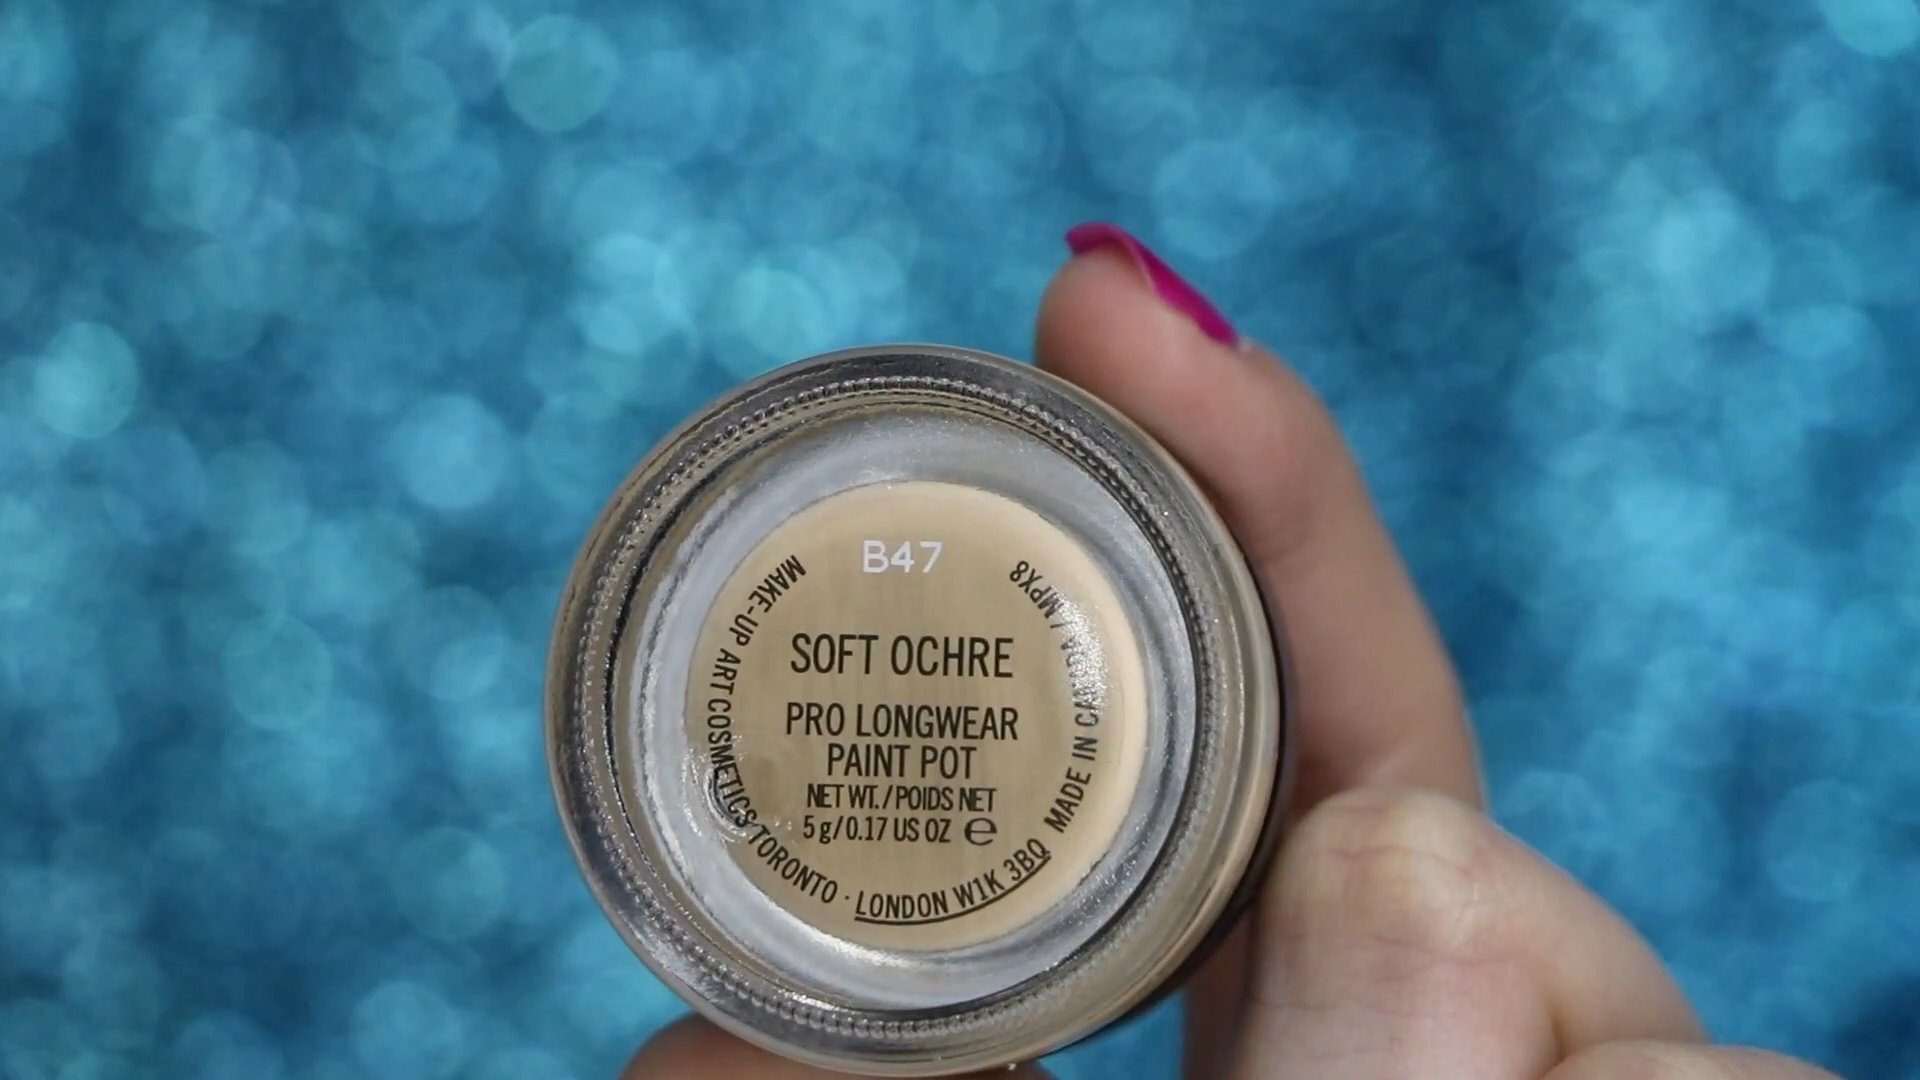 B47
SOFT OCHRE
PRO LONGWEAR
PAINT POT
NET WT./POIDS NET
5 g/0.17 US OZ e
MAKE-UP ART COSMETICS TORONTO · LONDON W1K 3BQ
MADE IN CANADA / MPX8